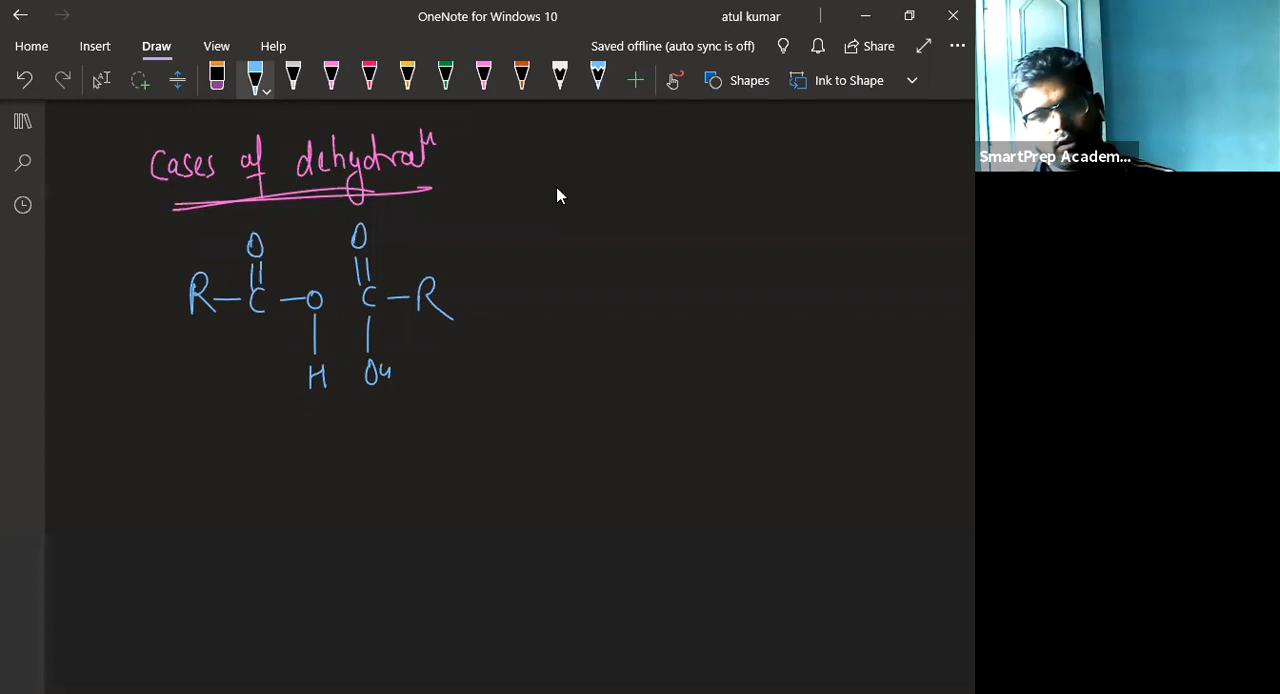 OneNote for Windows 10
atul kumar
Home Insert Draw View Help
Saved offline (auto sync is off)
Share
Shapes
Ink to Shape
SmartPrep Academ...
Cases of dehydratn
O O
R-C-O C-R
H OH